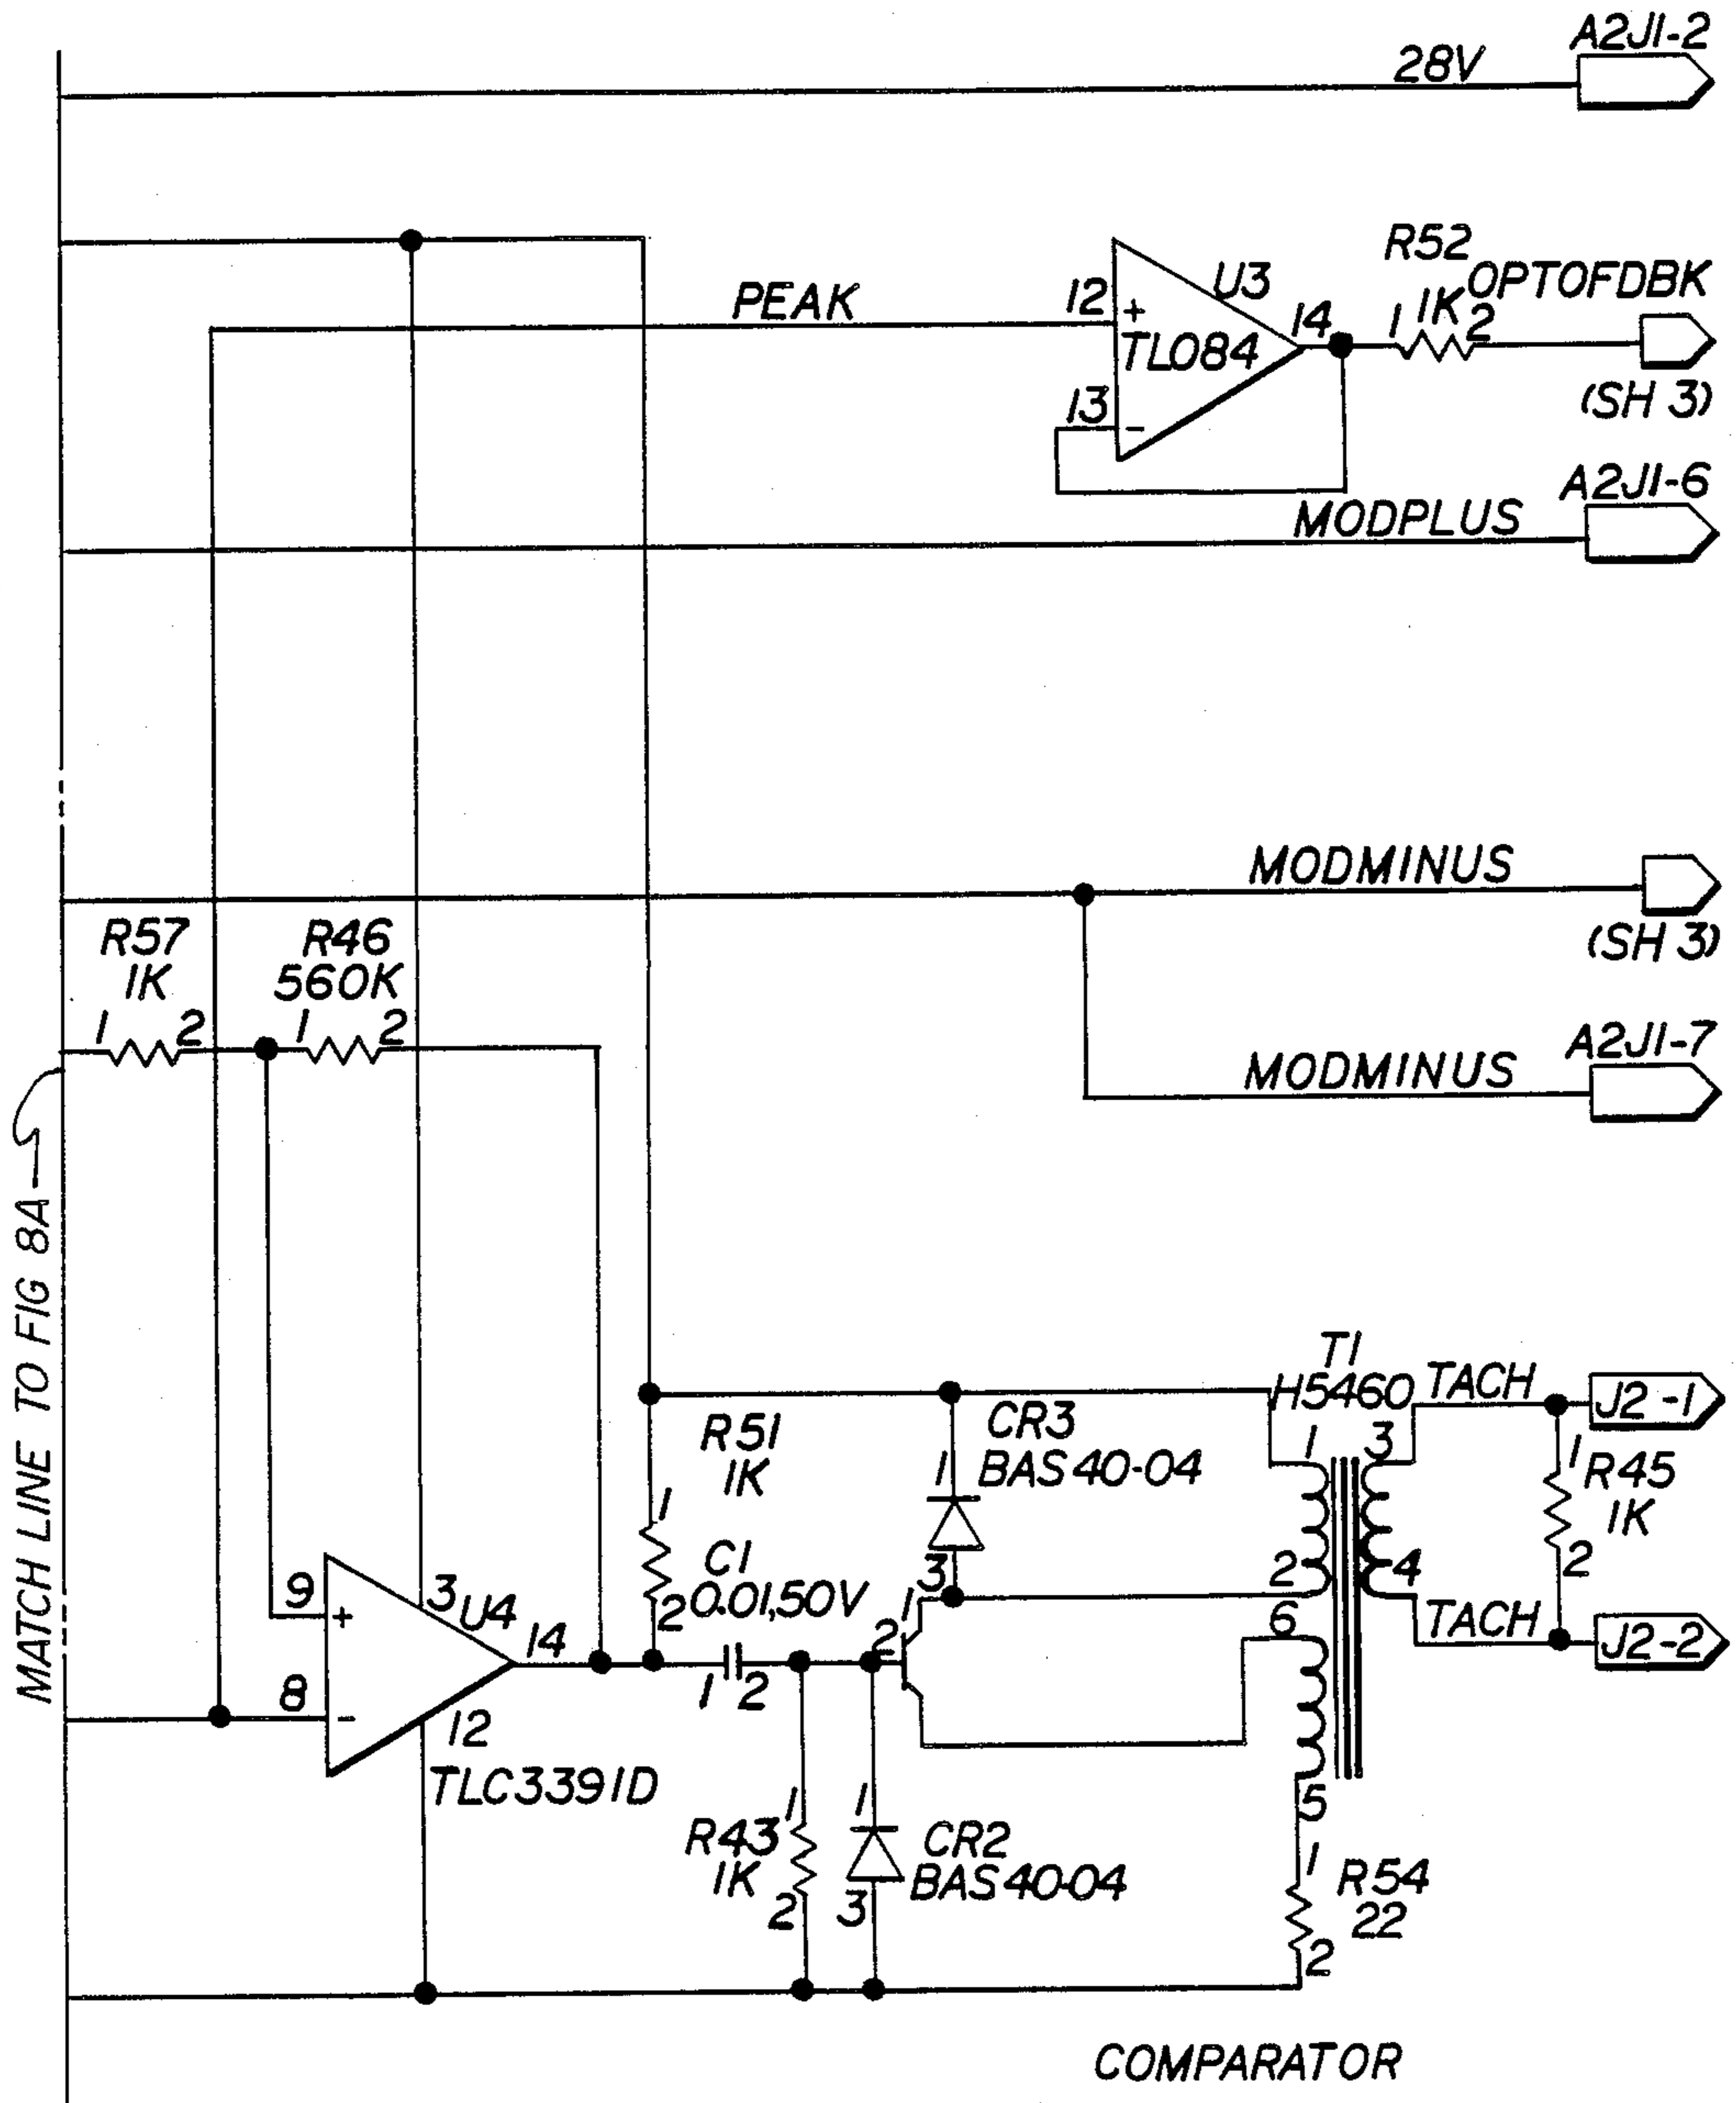 A2J1-2
28V
R52
OPTOFDBK
U3
12
+
PEAK
1K
14
1
2
TL084
13
-
(SH 3)
A2J1-6
MODPLUS
MODMINUS
(SH 3)
R57
1K
R46
560K
1
2
1
2
A2J1-7
MODMINUS
MATCH LINE TO FIG 8A
T1
H5460
TACH
J2-1
R51
1K
CR3
BAS40-04
1
1
3
1
R45
1K
1
C1
0.01,50V
3
2
4
2
9
+
3
U4
14
2
1
2
6
TACH
J2-2
8
-
12
1
2
TLC3391D
5
R43
1K
1
2
1
3
CR2
BAS40-04
1
R54
22
2
COMPARATOR